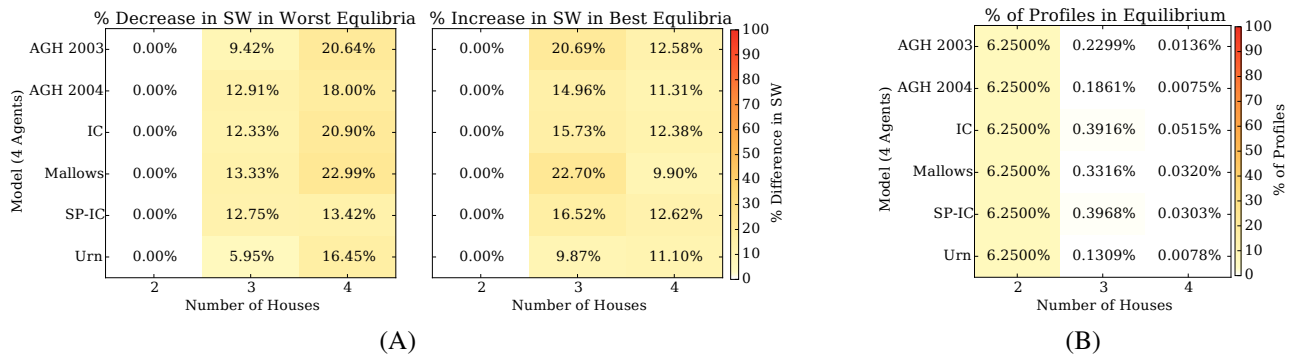 % Decrease in SW in Worst Equlibria
% Increase in SW in Best Equlibria
Model (4 Agents)
AGH 2003 0.00% 9.42% 20.64% 0.00% 20.69% 12.58%
AGH 2004 0.00% 12.91% 18.00% 0.00% 14.96% 11.31%
IC 0.00% 12.33% 20.90% 0.00% 15.73% 12.38%
Mallows 0.00% 13.33% 22.99% 0.00% 22.70% 9.90%
SP-IC 0.00% 12.75% 13.42% 0.00% 16.52% 12.62%
Urn 0.00% 5.95% 16.45% 0.00% 9.87% 11.10%
2 3 4 2 3 4
Number of Houses Number of Houses
100
90
80
70
60
50
40
30
20
10
0
% Difference in SW
(A)
% of Profiles in Equilibrium
Model (4 Agents)
AGH 2003 6.2500% 0.2299% 0.0136%
AGH 2004 6.2500% 0.1861% 0.0075%
IC 6.2500% 0.3916% 0.0515%
Mallows 6.2500% 0.3316% 0.0320%
SP-IC 6.2500% 0.3968% 0.0303%
Urn 6.2500% 0.1309% 0.0078%
2 3 4
Number of Houses
100
90
80
70
60
50
40
30
20
10
0
% of Profiles
(B)